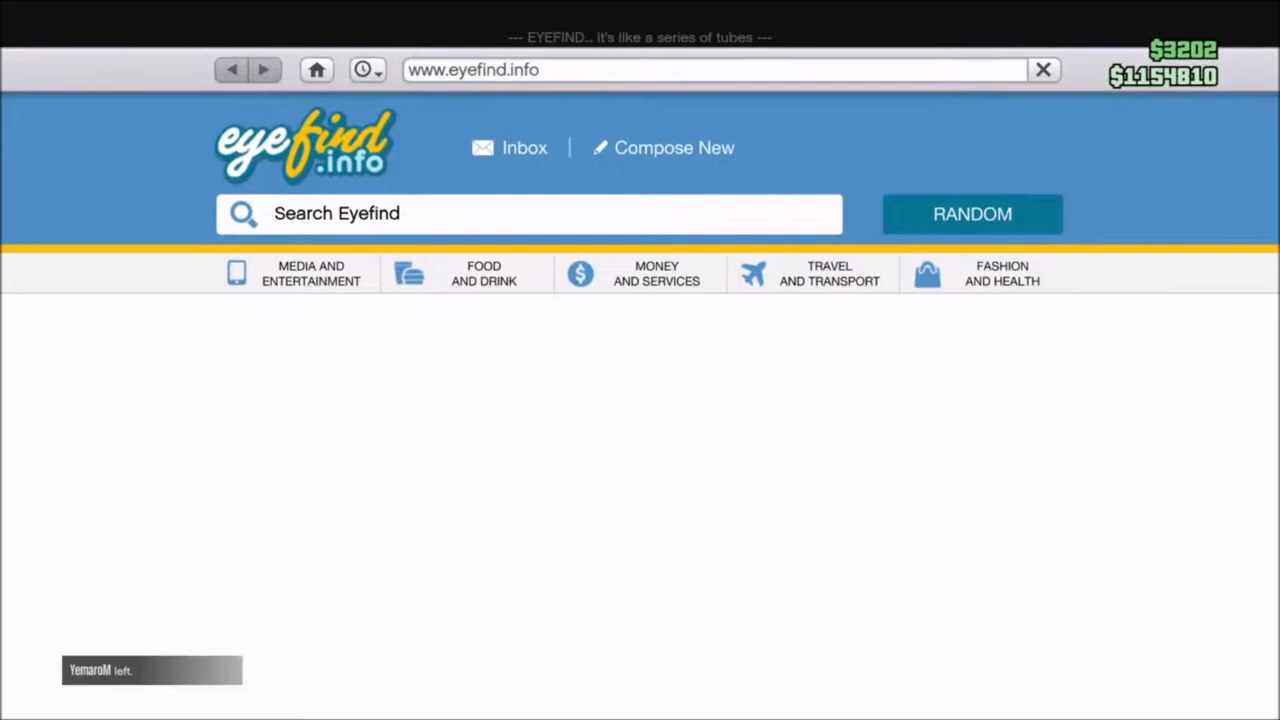 --- EYEFIND... It's like a series of tubes ---
$3202
www.eyefind.info
$1154810
eyefind
.info
Inbox
Compose New
Search Eyefind
RANDOM
MEDIA AND
ENTERTAINMENT
FOOD
AND DRINK
MONEY
AND SERVICES
TRAVEL
AND TRANSPORT
FASHION
AND HEALTH
YemaroM left.